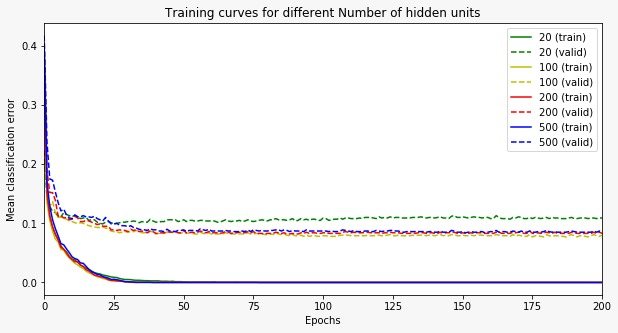 Training curves for different Number of hidden units
Mean classification error
0.4
0.3
0.2
0.1
0.0
0
25
50
75
100
125
150
175
200
Epochs
20 (train)
20 (valid)
100 (train)
100 (valid)
200 (train)
200 (valid)
500 (train)
500 (valid)